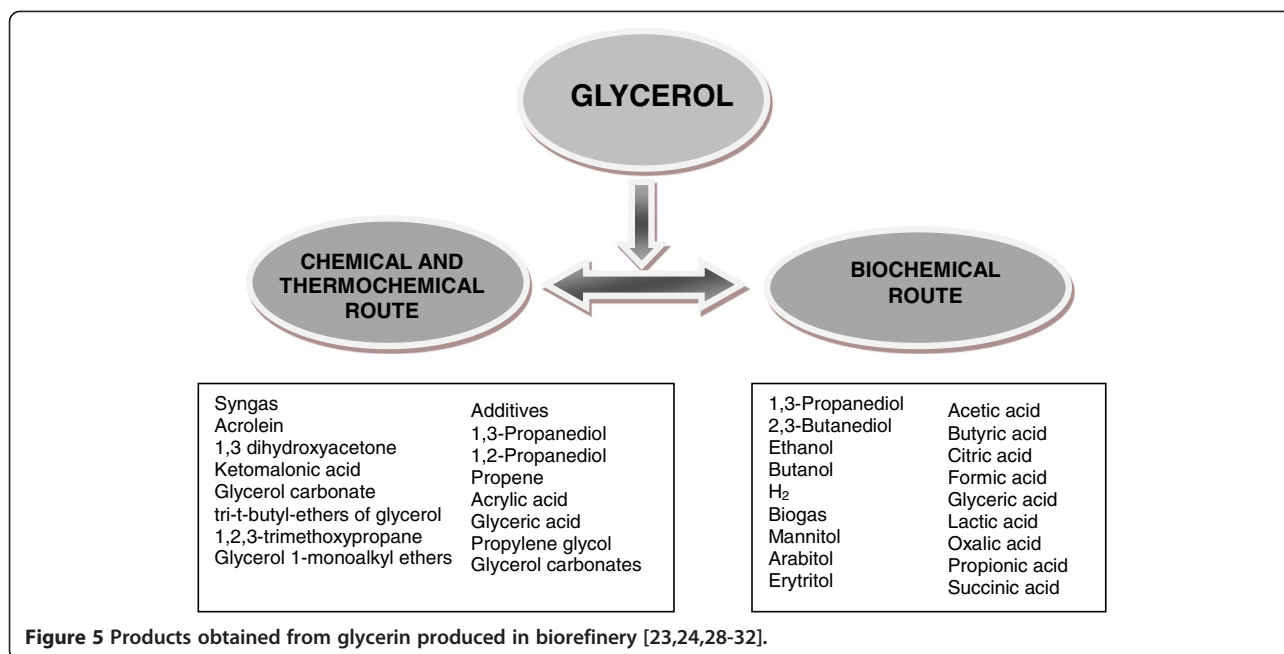 GLYCEROL
CHEMICAL AND
THERMOCHEMICAL
ROUTE
BIOCHEMICAL
ROUTE
Syngas
Acrolein
1,3 dihydroxyacetone
Ketomalonic acid
Glycerol carbonate
tri-t-butyl-ethers of glycerol
1,2,3-trimethoxypropane
Glycerol 1-monoalkyl ethers
Additives
1,3-Propanediol
1,2-Propanediol
Propene
Acrylic acid
Glyceric acid
Propylene glycol
Glycerol carbonates
1,3-Propanediol
2,3-Butanediol
Ethanol
Butanol
H₂
Biogas
Mannitol
Arabitol
Erytritol
Acetic acid
Butyric acid
Citric acid
Formic acid
Glyceric acid
Lactic acid
Oxalic acid
Propionic acid
Succinic acid
Figure 5 Products obtained from glycerin produced in biorefinery [23,24,28-32].